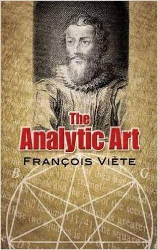 The
Analytic Art
FRANÇOIS VIÈTE